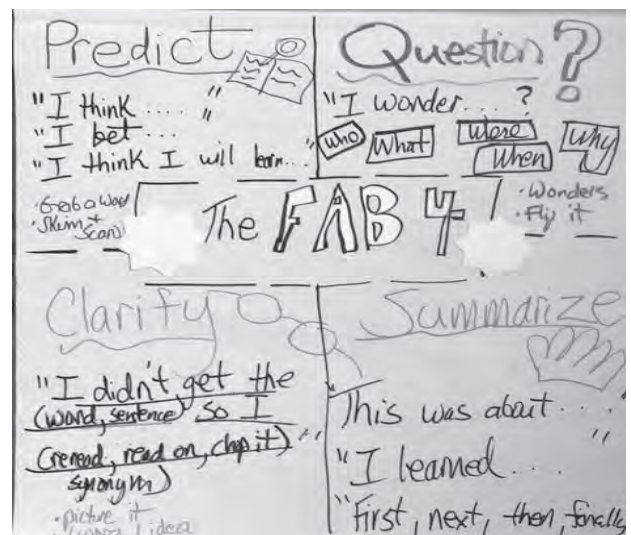 Predict
"I think .... "
"I bet ...
"I think I will learn..."
· Grab a Word
· Skim + Scan
Question?
"I wonder....?
Who What Where When Why
· Wonders
· Flip it
The FAB 4
Clarify
"I didn't get the
(word, sentence) so I
(reread, read on, chop it)"
synonym)
· picture it
idea
Summarize
This was about...
"
"I learned....
"First, next, then, finally